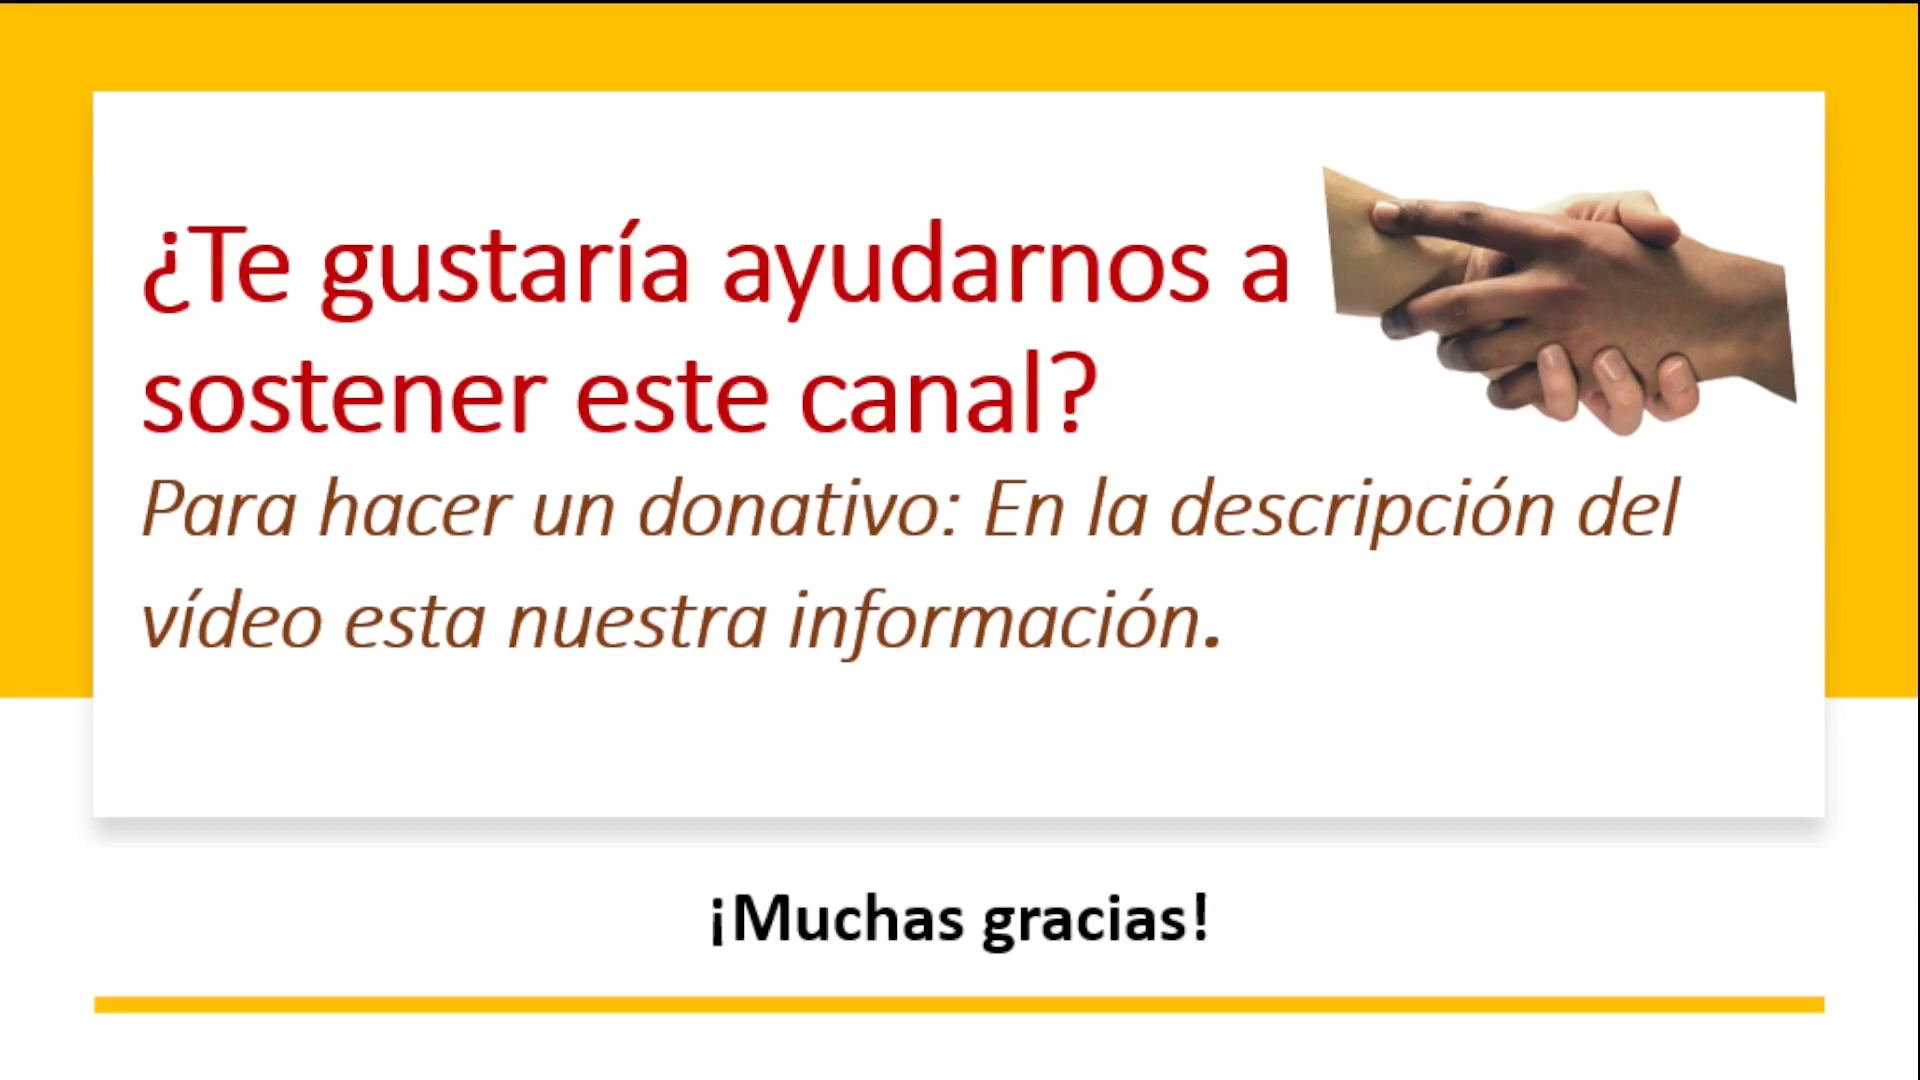 ¿Te gustaría ayudarnos a
sostener este canal?
Para hacer un donativo: En la descripción del
vídeo esta nuestra información.
¡Muchas gracias!